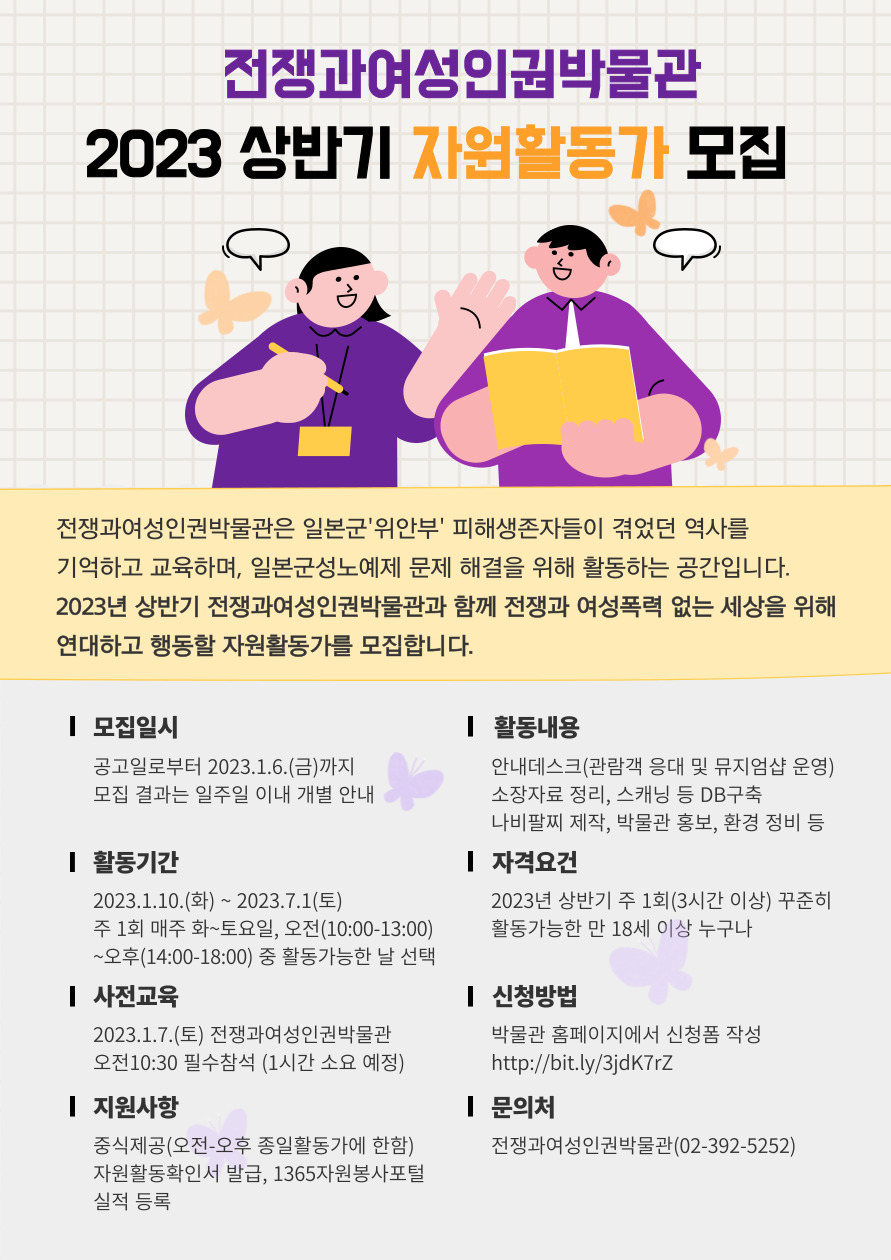 전쟁과여성인권박물관
2023 상반기 자원활동가 모집
전쟁과여성인권박물관은 일본군'위안부' 피해생존자들이 겪었던 역사를
기억하고 교육하며, 일본군성노예제 문제 해결을 위해 활동하는 공간입니다.
2023년 상반기 전쟁과여성인권박물관과 함께 전쟁과 여성폭력 없는 세상을 위해
연대하고 행동할 자원활동가를 모집합니다.
모집일시
공고일로부터 2023.1.6.(금)까지
모집 결과는 일주일 이내 개별 안내
활동기간
2023.1.10.(화) ~ 2023.7.1(토)
주 1회 매주 화~토요일, 오전(10:00-13:00)
~오후(14:00-18:00) 중 활동가능한 날 선택
사전교육
2023.1.7.(토) 전쟁과여성인권박물관
오전10:30 필수참석 (1시간 소요 예정)
지원사항
중식제공(오전-오후 종일활동가에 한함)
자원활동확인서 발급, 1365자원봉사포털
실적 등록
활동내용
안내데스크(관람객 응대 및 뮤지엄샵 운영)
소장자료 정리, 스캐닝 등 DB구축
나비팔찌 제작, 박물관 홍보, 환경 정비 등
자격요건
2023년 상반기 주 1회(3시간 이상) 꾸준히
활동가능한 만 18세 이상 누구나
신청방법
박물관 홈페이지에서 신청폼 작성
http://bit.ly/3jdK7rZ
문의처
전쟁과여성인권박물관(02-392-5252)